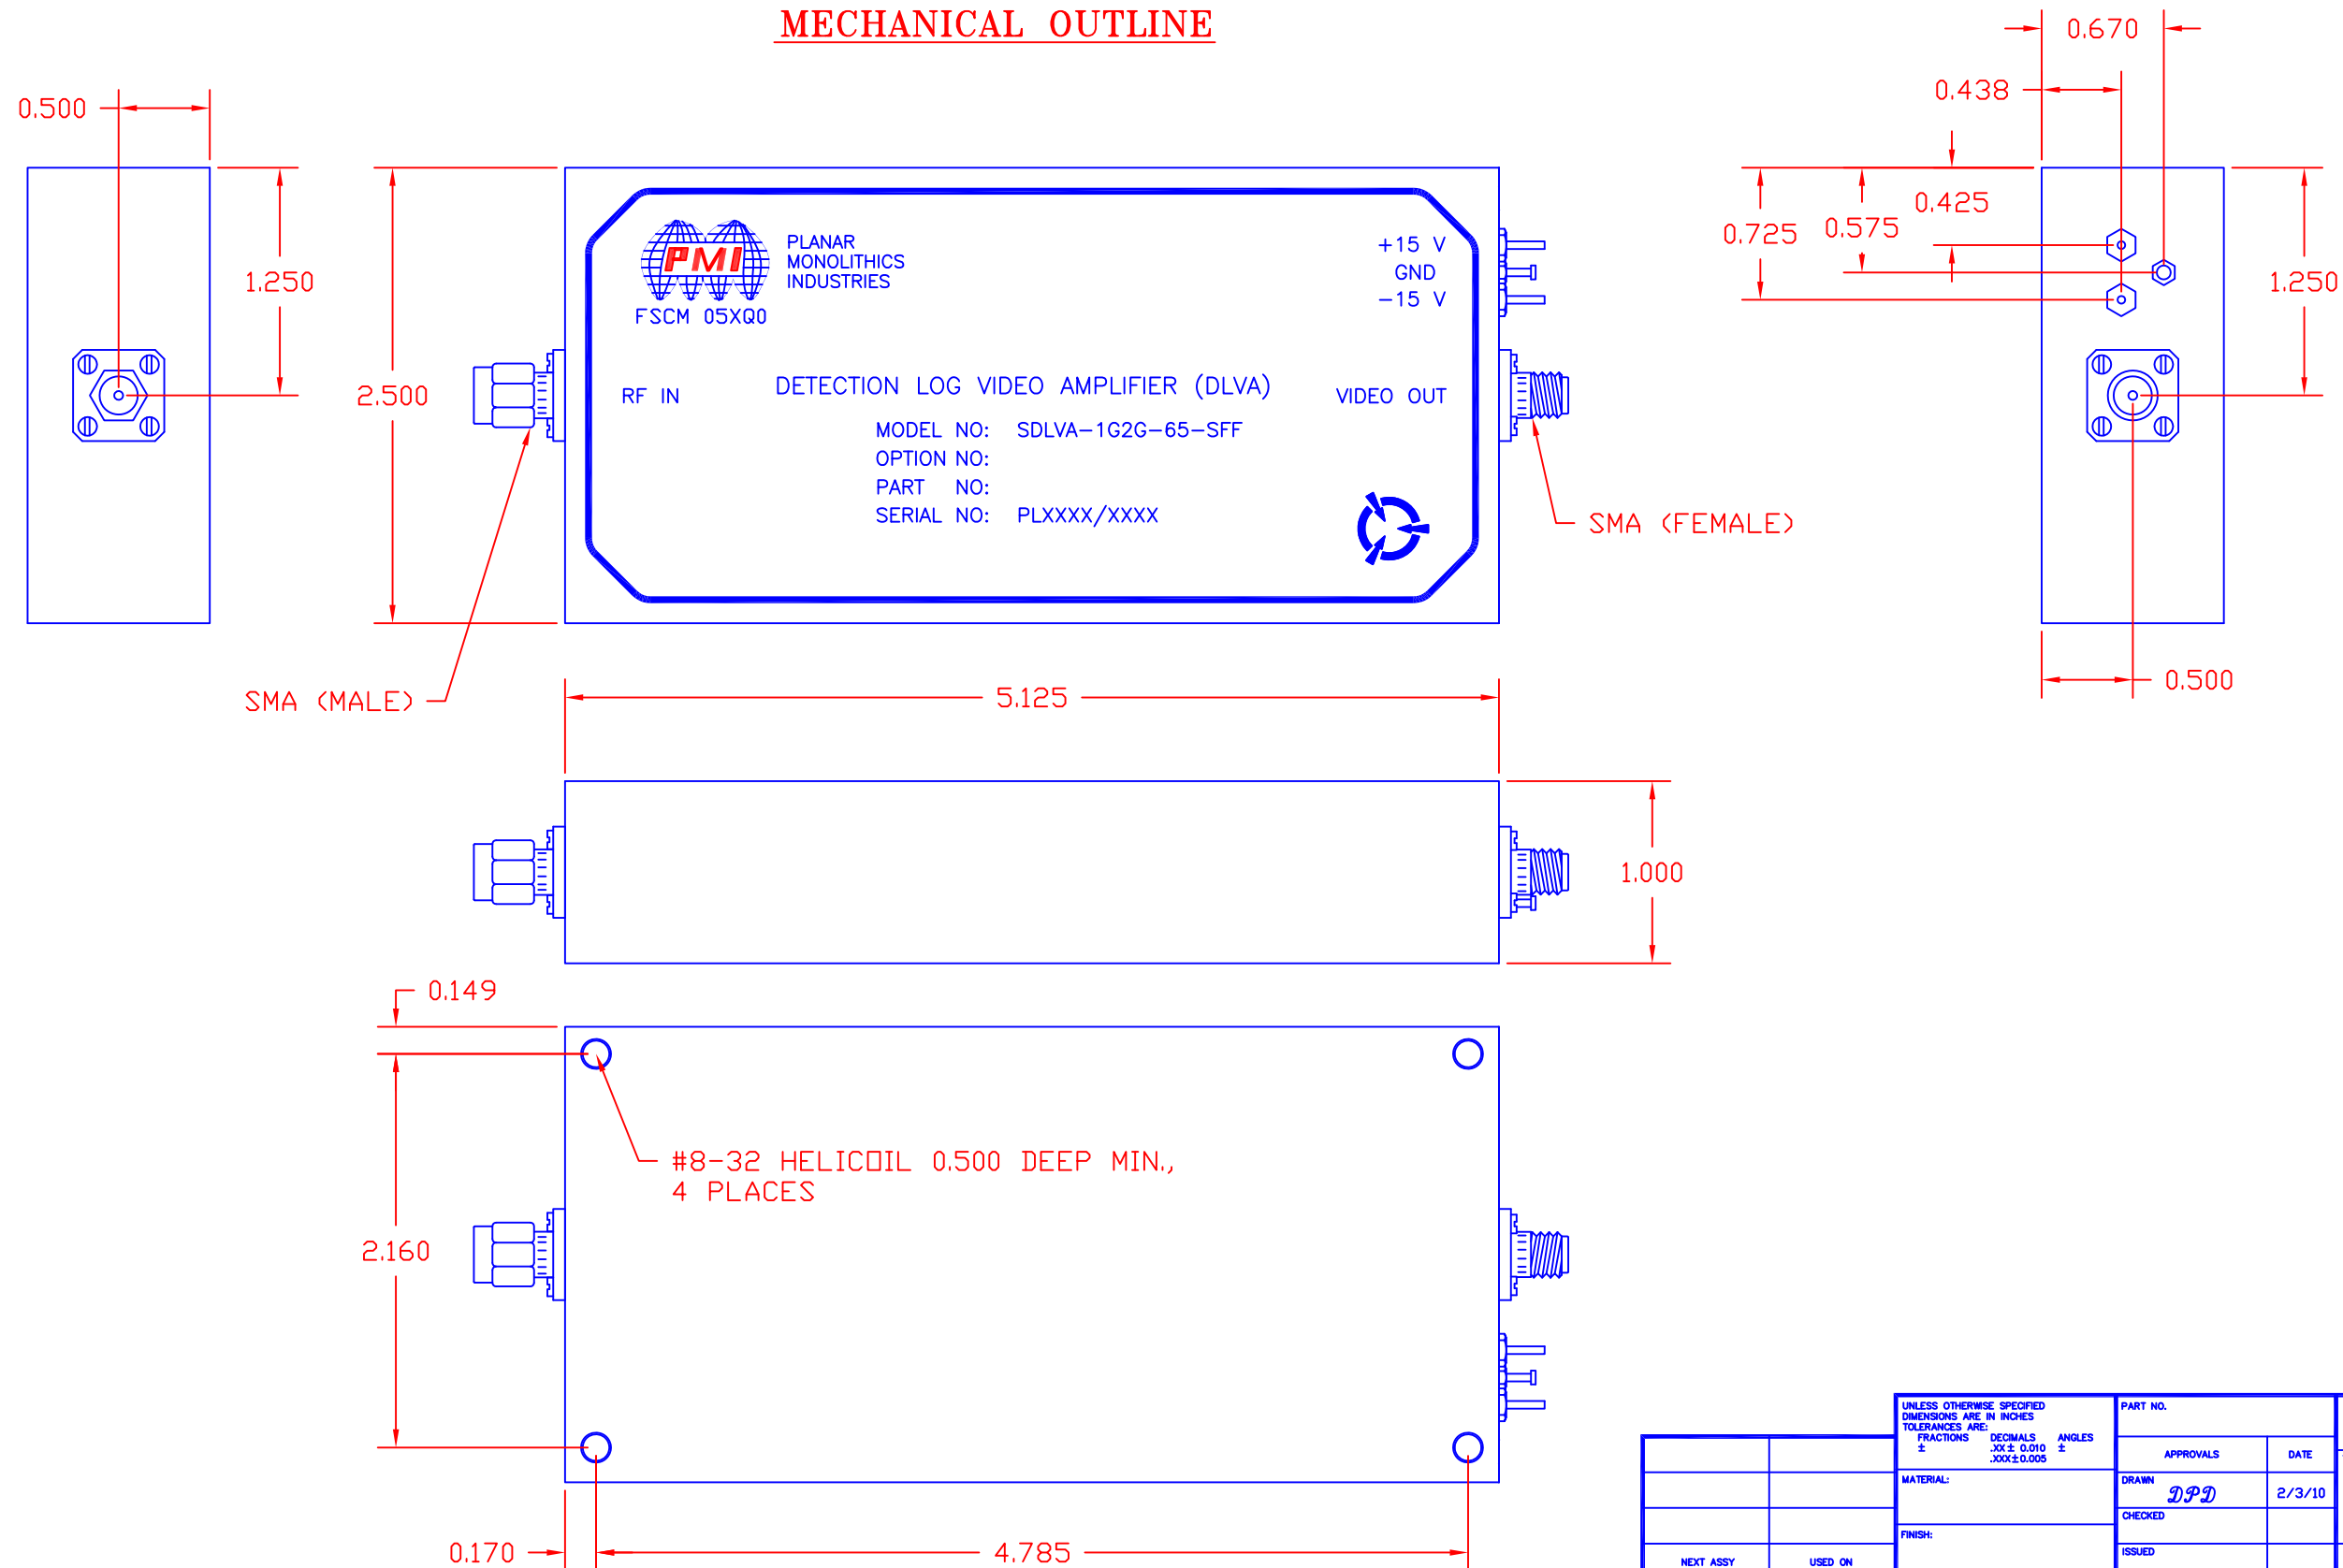 MECHANICAL OUTLINE
0.670
0.438
0.500
0.425
0.575
0.725
1.250
1.250
2.500
PMI
PLANAR
MONOLITHICS
INDUSTRIES
FSCM 05XQ0
+15 V
GND
-15 V
RF IN
DETECTION LOG VIDEO AMPLIFIER (DLVA)
VIDEO OUT
MODEL NO: SDLVA-1G2G-65-SFF
OPTION NO:
PART NO:
SERIAL NO: PLXXXX/XXXX
SMA (FEMALE)
SMA (MALE)
0.500
5.125
1.000
0.149
#8-32 HELICOIL 0.500 DEEP MIN.,
4 PLACES
2.160
0.170
4.785
UNLESS OTHERWISE SPECIFIED
DIMENSIONS ARE IN INCHES
TOLERANCES ARE:
FRACTIONS DECIMALS ANGLES
± .XX ± 0.010 ±
.XXX±0.005
MATERIAL:
FINISH:
NEXT ASSY
USED ON
PART NO.
APPROVALS
DATE
DRAWN
DPD
2/3/10
CHECKED
ISSUED